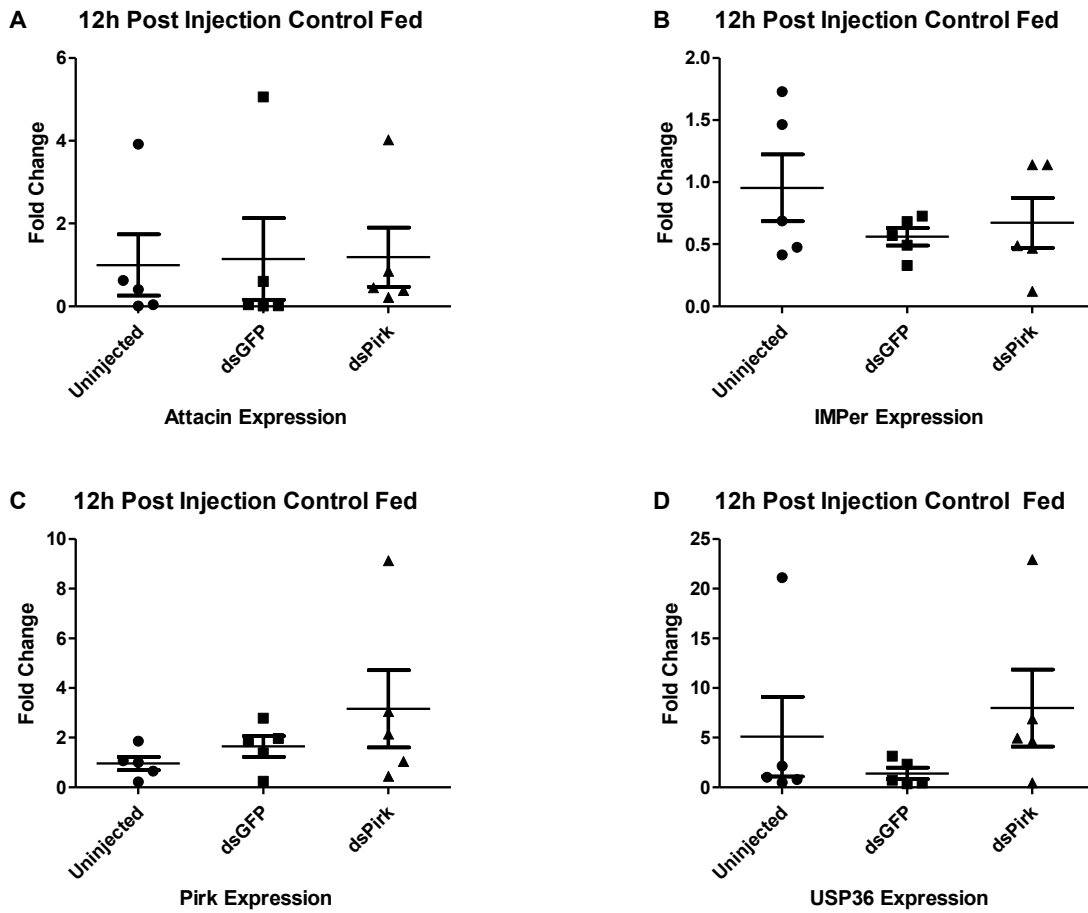 A 12h Post Injection Control Fed
6
4
2
0
Fold Change
Uninjected
dsGFP
dsPirk
Attacin Expression
B 12h Post Injection Control Fed
2.0
1.5
1.0
0.5
0.0
Fold Change
Uninjected
dsGFP
dsPirk
IMPer Expression
C 12h Post Injection Control Fed
10
8
6
4
2
0
Fold Change
Uninjected
dsGFP
dsPirk
Pirk Expression
D 12h Post Injection Control Fed
25
20
15
10
5
0
Fold Change
Uninjected
dsGFP
dsPirk
USP36 Expression